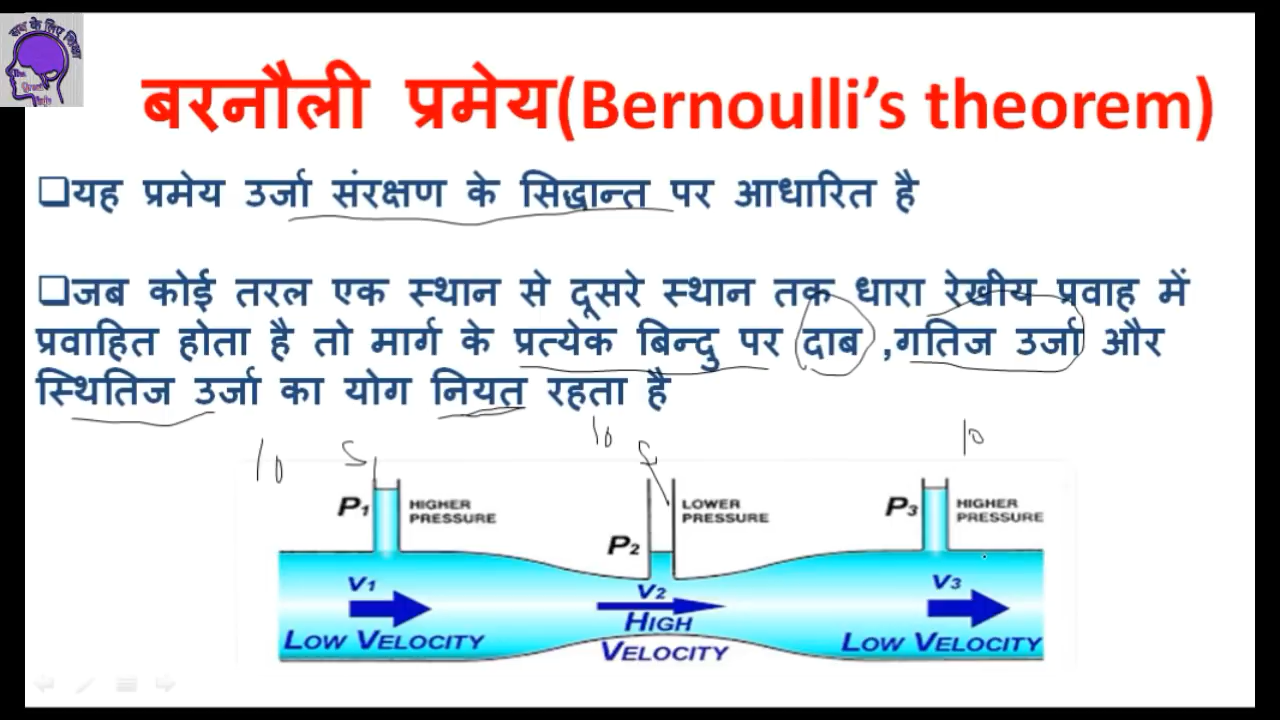 सब के लिए शिक्षा
बरनौली प्रमेय(Bernoulli’s theorem)
❑यह प्रमेय उर्जा संरक्षण के सिद्धान्त पर आधारित है
❑जब कोई तरल एक स्थान से दूसरे स्थान तक धारा रेखीय प्रवाह में
प्रवाहित होता है तो मार्ग के प्रत्येक बिन्दु पर दाब ,गतिज उर्जा और
स्थितिज उर्जा का योग नियत रहता है
10 5 10 5 10
P1 HIGHER PRESSURE
P2 LOWER PRESSURE
P3 HIGHER PRESSURE
V1 V2 V3
LOW VELOCITY
HIGH VELOCITY
LOW VELOCITY